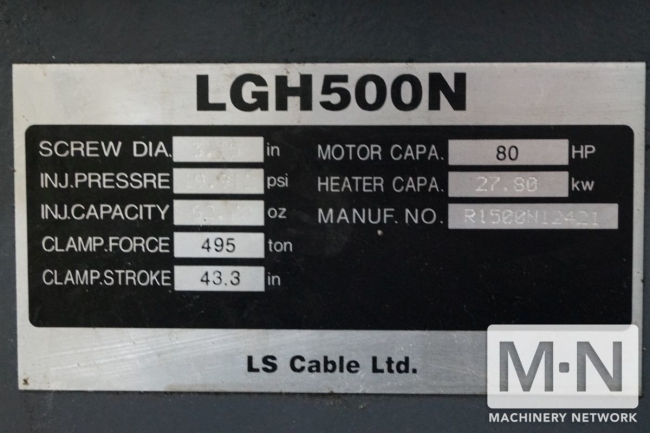 LGH500N
SCREW DIA. in
INJ.PRESSRE psi
INJ.CAPACITY oz
CLAMP.FORCE 495 ton
CLAMP.STROKE 43.3 in
MOTOR CAPA. 80 HP
HEATER CAPA. 27.80 kw
MANUF. NO.
LS Cable Ltd.
M·N
MACHINERY NETWORK